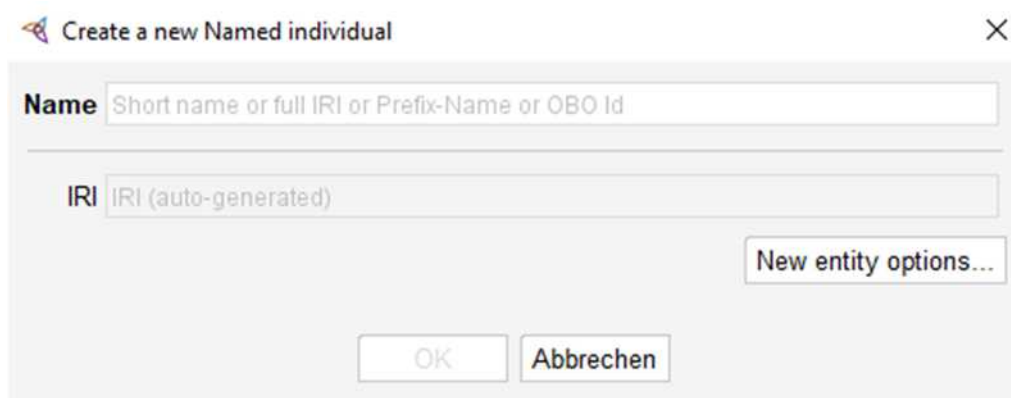 Create a new Named individual
Name Short name or full IRI or Prefix-Name or OBO Id
IRI IRI (auto-generated)
New entity options...
OK Abbrechen